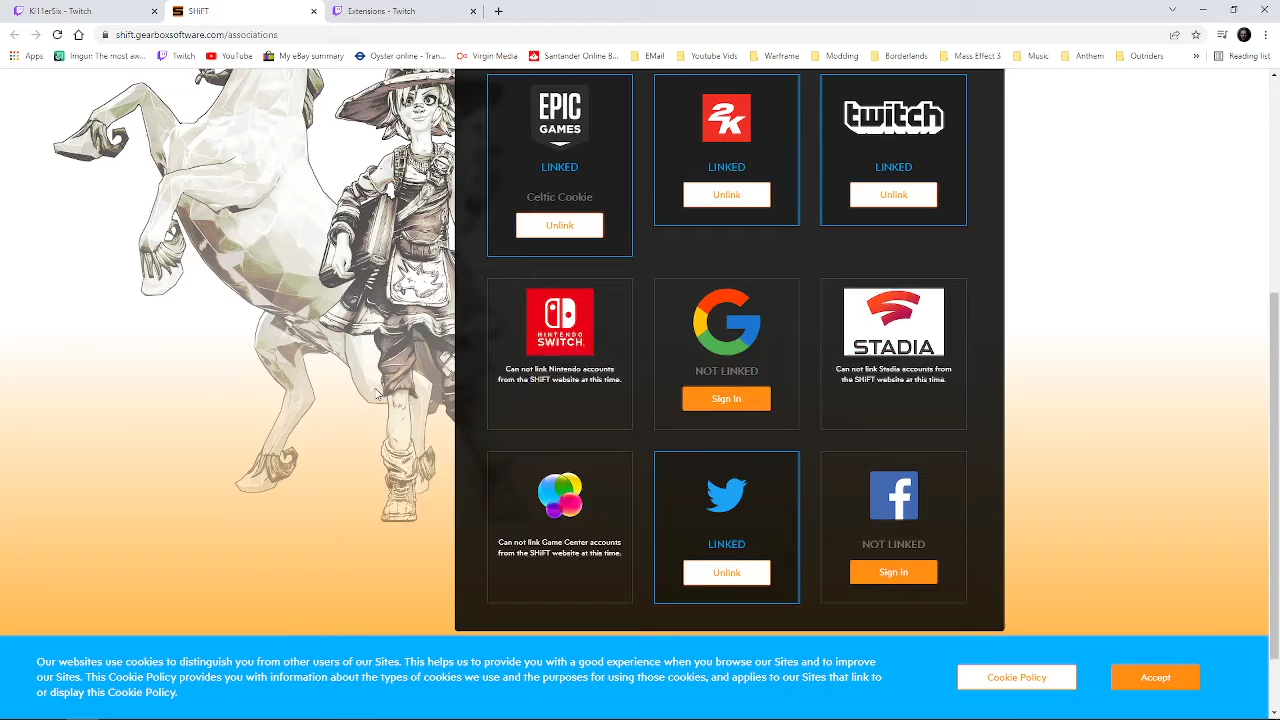 K!1lerSix - Twitch
SHiFT
Extensions - Twitch
shift.gearboxsoftware.com/associations
Apps
Imgur: The most aw...
Twitch
YouTube
My eBay summary
Oyster online - t...
Virgin Media
Santander Online B...
EMail
Youtube Vids
Warframe
Modding
Borderlands
Mass Effect 3
Music
Anthem
Outriders
»
Reading list
EPIC GAMES
2K
twitch
LINKED
LINKED
LINKED
Unlink
Unlink
Celtic Cookie
Unlink
NINTENDO SWITCH
G
STADIA
Can not link Nintendo accounts
from the SHiFT website at this time.
NOT LINKED
Sign in
Can not link Stadia accounts from
the SHiFT website at this time.
Can not link Game Center accounts
from the SHiFT website at this time.
LINKED
Unlink
f
NOT LINKED
Sign in
Our websites use cookies to distinguish you from other users of our Sites. This helps us to provide you with a good experience when you browse our Sites and to improve
our Sites. This Cookie Policy provides you with information about the types of cookies we use and the purposes for using those cookies, and applies to our Sites that link to
or display this Cookie Policy.
Cookie Policy
Accept